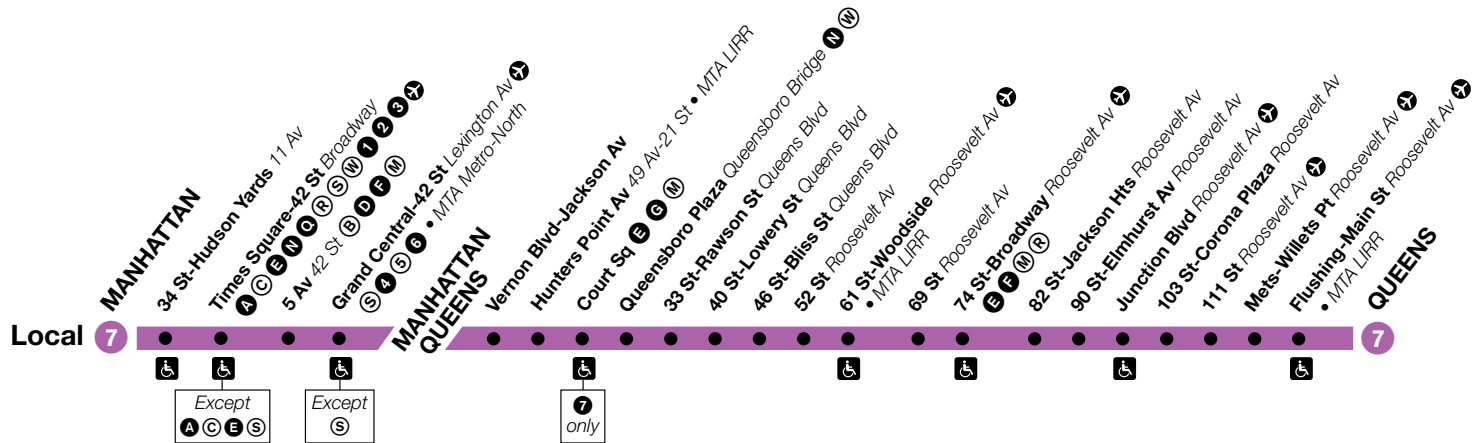 Local 7
MANHATTAN
34 St-Hudson Yards 11 Av
Times Square-42 St Broadway
A C E N Q R S W 1 2 3
5 Av 42 St B D F M
Grand Central-42 St Lexington Av
S 4 5 6 • MTA Metro-North
MANHATTAN
QUEENS
Vernon Blvd-Jackson Av
Hunters Point Av 49 Av-21 St • MTA LIRR
Court Sq E G M
Queensboro Plaza Queensboro Bridge N W
33 St-Rawson St Queens Blvd
40 St-Lowery St Queens Blvd
46 St-Bliss St Queens Blvd
52 St Roosevelt Av
61 St-Woodside Roosevelt Av
• MTA LIRR
69 St Roosevelt Av
74 St-Broadway Roosevelt Av
E F M R
82 St-Jackson Hts Roosevelt Av
90 St-Elmhurst Av Roosevelt Av
Junction Blvd Roosevelt Av
103 St-Corona Plaza Roosevelt Av
111 St Roosevelt Av
Mets-Willets Pt Roosevelt Av
Flushing-Main St Roosevelt Av
• MTA LIRR
QUEENS
7
Except
A C E S
Except
S
7
only